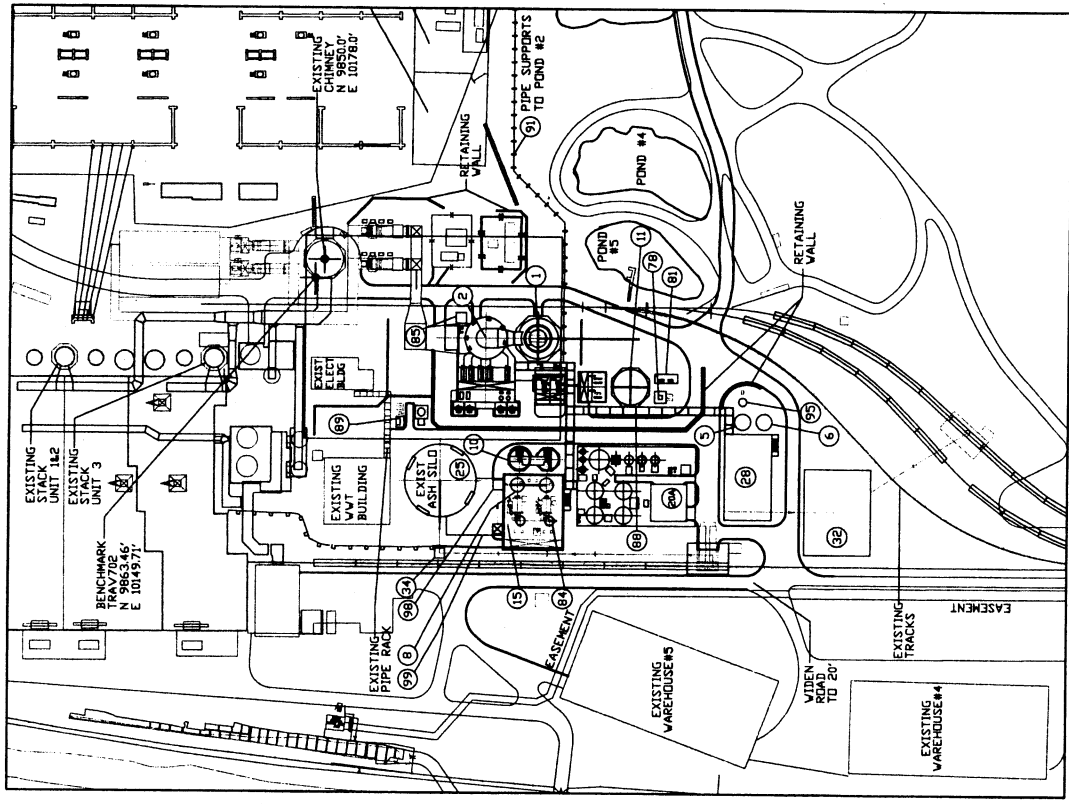 EXISTING
CHIMNEY
N 9850.0'
E 10178.0'
RETAINING
WALL
91
PIPE SUPPORTS
TO POND #2
POND #4
POND
#5
11
78
81
RETAINING
WALL
1
2
85
EXIST
ELECT
BLDG
89
EXISTING
STACK
UNIT 1&2
EXISTING
STACK
UNIT 3
BENCHMARK
TRAV702
N 9863.46'
E 10149.71'
EXISTING
WWT
BUILDING
EXIST
ASH SILO
25
10
5
6
95
28
20A
88
32
34
98
8
99
15
84
EXISTING
PIPE RACK
EASEMENT
EXISTING
WAREHOUSE#5
WIDEN
ROAD
TO 20'
EXISTING
TRACKS
EASEMENT
EXISTING
WAREHOUSE#4